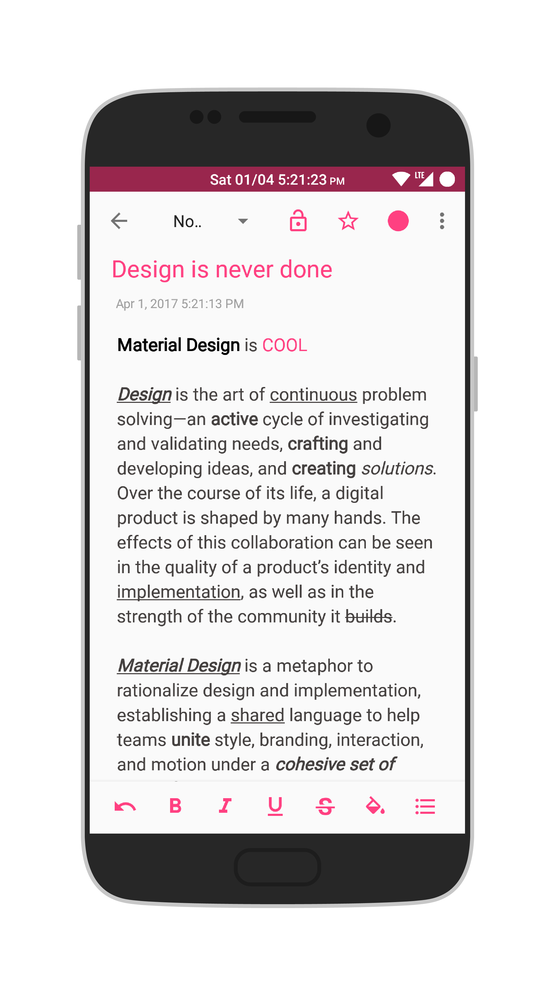 Sat 01/04 5:21:23 PM
LTE
No..
Design is never done
Apr 1, 2017 5:21:13 PM
Material Design is COOL
Design is the art of continuous problem
solving—an active cycle of investigating
and validating needs, crafting and
developing ideas, and creating solutions.
Over the course of its life, a digital
product is shaped by many hands. The
effects of this collaboration can be seen
in the quality of a product’s identity and
implementation, as well as in the
strength of the community it builds.
Material Design is a metaphor to
rationalize design and implementation,
establishing a shared language to help
teams unite style, branding, interaction,
and motion under a cohesive set of
B I U S